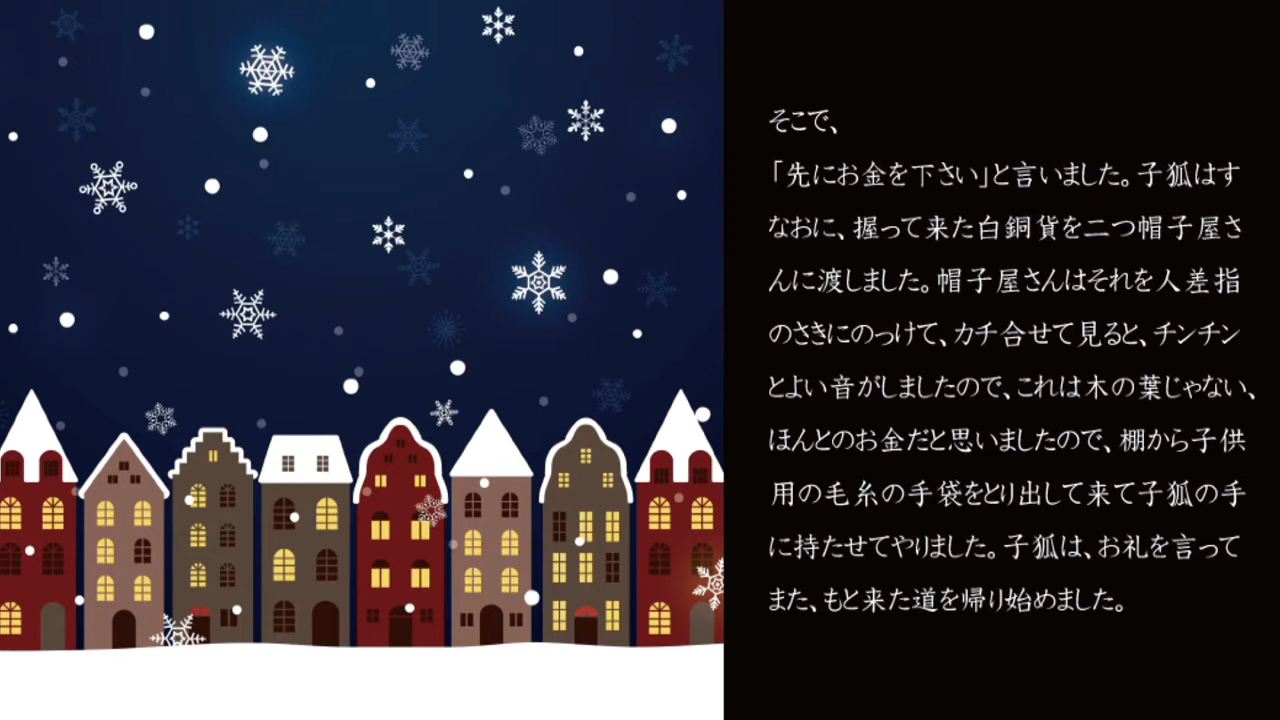 そこで、
「先にお金を下さい」と言いました。子狐はす
なおに、握って来た白銅貨を二つ帽子屋さ
んに渡しました。帽子屋さんはそれを人差指
のさきにのっけて、カチ合せて見ると、チンチン
とよい音がしましたので、これは木の葉じゃない、
ほんとのお金だと思いましたので、棚から子供
用の毛糸の手袋をとり出して来て子狐の手
に持たせてやりました。子狐は、お礼を言って
また、もと来た道を帰り始めました。